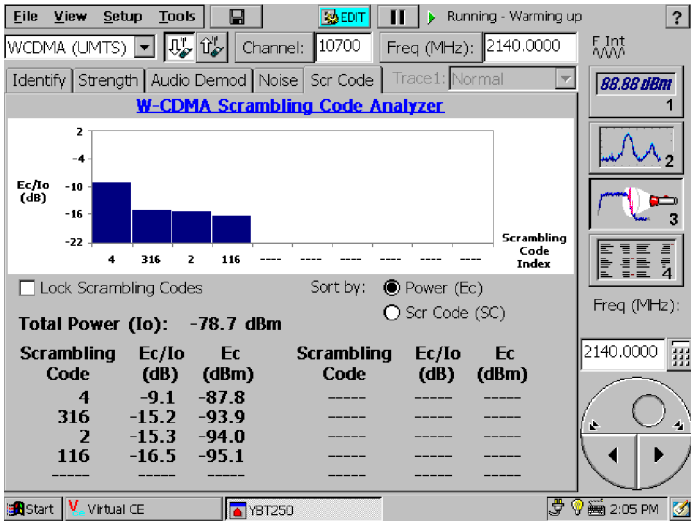 File View Setup Tools EDIT Running - Warming up ?
WCDMA (UMTS) Channel: 10700 Freq (MHz): 2140.0000
F Int
Identify Strength Audio Demod Noise Scr Code Trace1: Normal
W-CDMA Scrambling Code Analyzer
88.88 dBm
1
2
3
4
2
-4
Ec/Io
(dB)
-10
-16
-22
4 316 2 116 ---- ---- ---- ---- ---- ----
Scrambling
Code
Index
Lock Scrambling Codes Sort by: Power (Ec)
Scr Code (SC)
Total Power (Io): -78.7 dBm
Freq (MHz):
2140.0000
Scrambling Ec/Io Ec Scrambling Ec/Io Ec
Code (dB) (dBm) Code (dB) (dBm)
4 -9.1 -87.8 ----- ---- ----
316 -15.2 -93.9 ----- ---- ----
2 -15.3 -94.0 ----- ---- ----
116 -16.5 -95.1 ----- ---- ----
----- ---- ---- ----- ---- ----
Start Virtual CE YBT250 2:05 PM